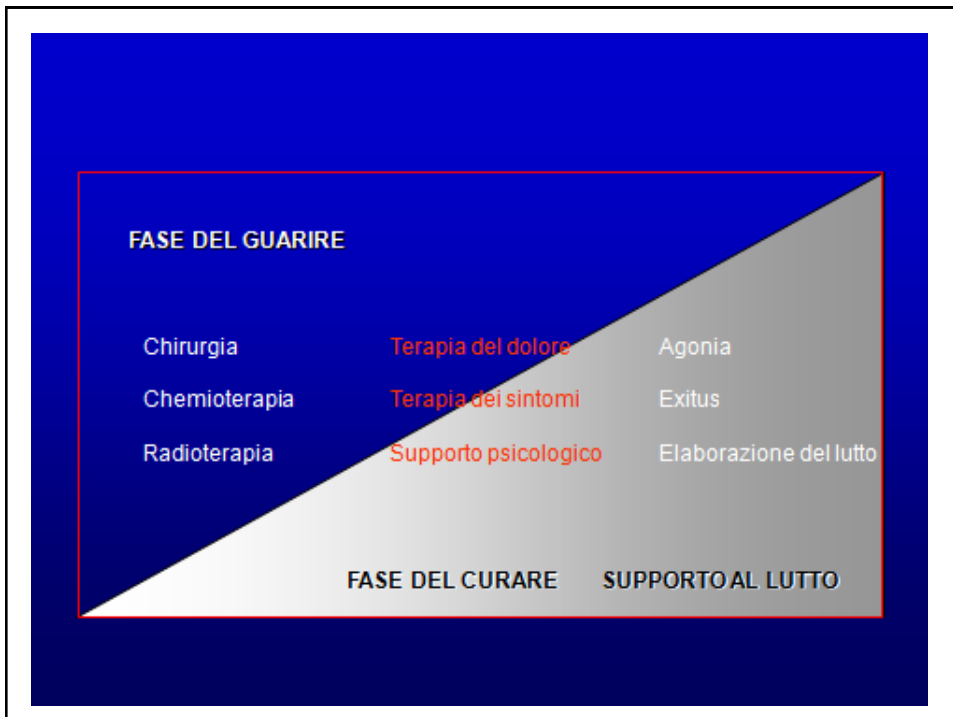 FASE DEL GUARIRE
Chirurgia Terapia del dolore Agonia
Chemioterapia Terapia dei sintomi Exitus
Radioterapia Supporto psicologico Elaborazione del lutto
FASE DEL CURARE SUPPORTO AL LUTTO